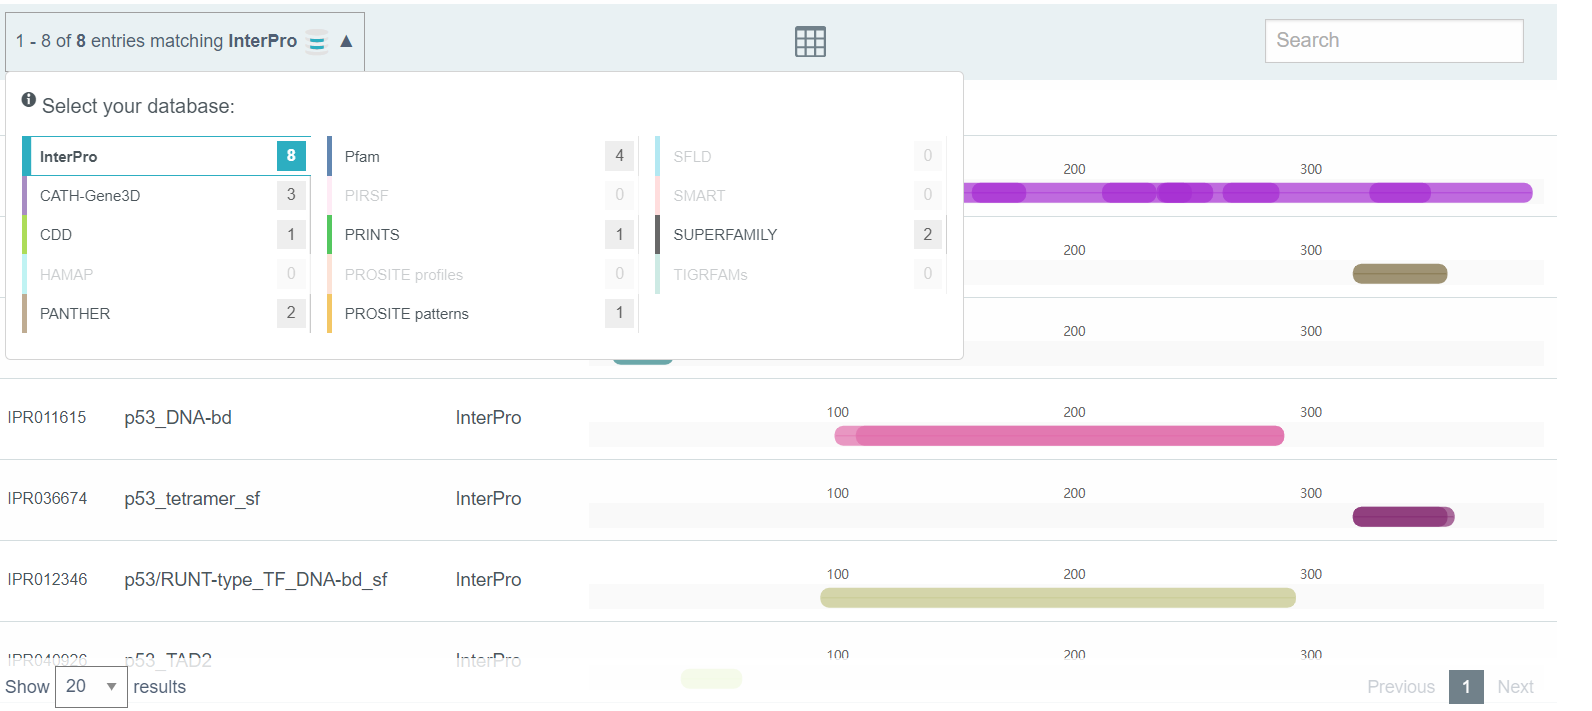 1 - 8 of 8 entries matching InterPro ▲
Search
Select your database:
InterPro 8
Pfam 4
SFLD 0
CATH-Gene3D 3
PIRSF 0
SMART 0
CDD 1
PRINTS 1
SUPERFAMILY 2
HAMAP 0
PROSITE profiles 0
TIGRFAMs 0
PANTHER 2
PROSITE patterns 1
200 300
200 300
200 300
IPR011615 p53_DNA-bd InterPro 100 200 300
IPR036674 p53_tetramer_sf InterPro 100 200 300
IPR012346 p53/RUNT-type_TF_DNA-bd_sf InterPro 100 200 300
IPR040926 p53_TAD2 InterPro 100 200 300
Show 20 ▼ results
Previous 1 Next